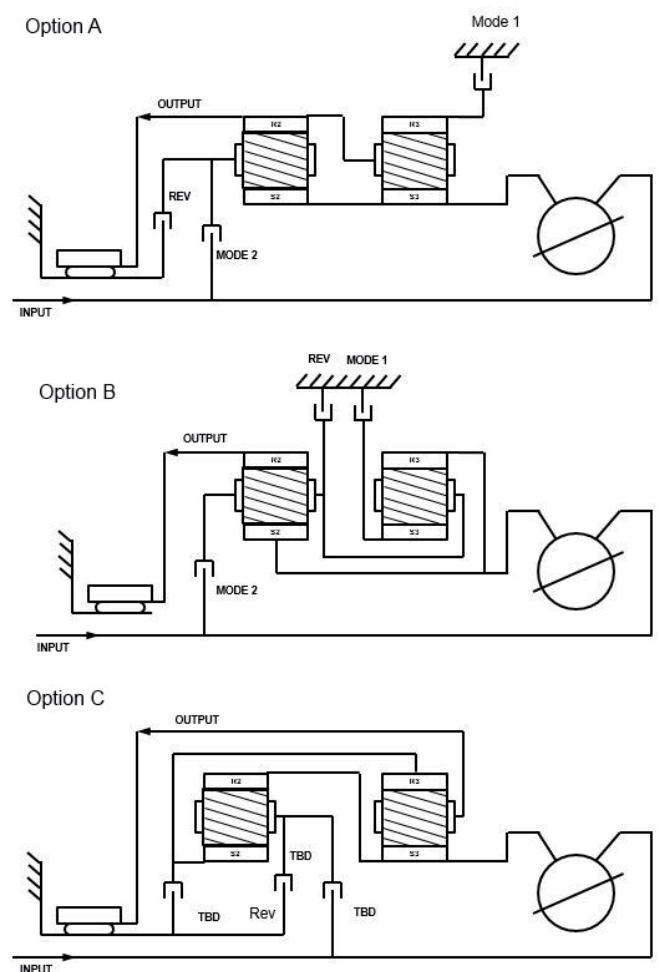 Option A
Mode 1
OUTPUT
R2
R3
REV
S2
S3
MODE 2
INPUT
REV MODE 1
Option B
OUTPUT
R2
R3
S2
S3
MODE 2
INPUT
Option C
OUTPUT
R2
R3
S2
S3
TBD
TBD
Rev
TBD
INPUT